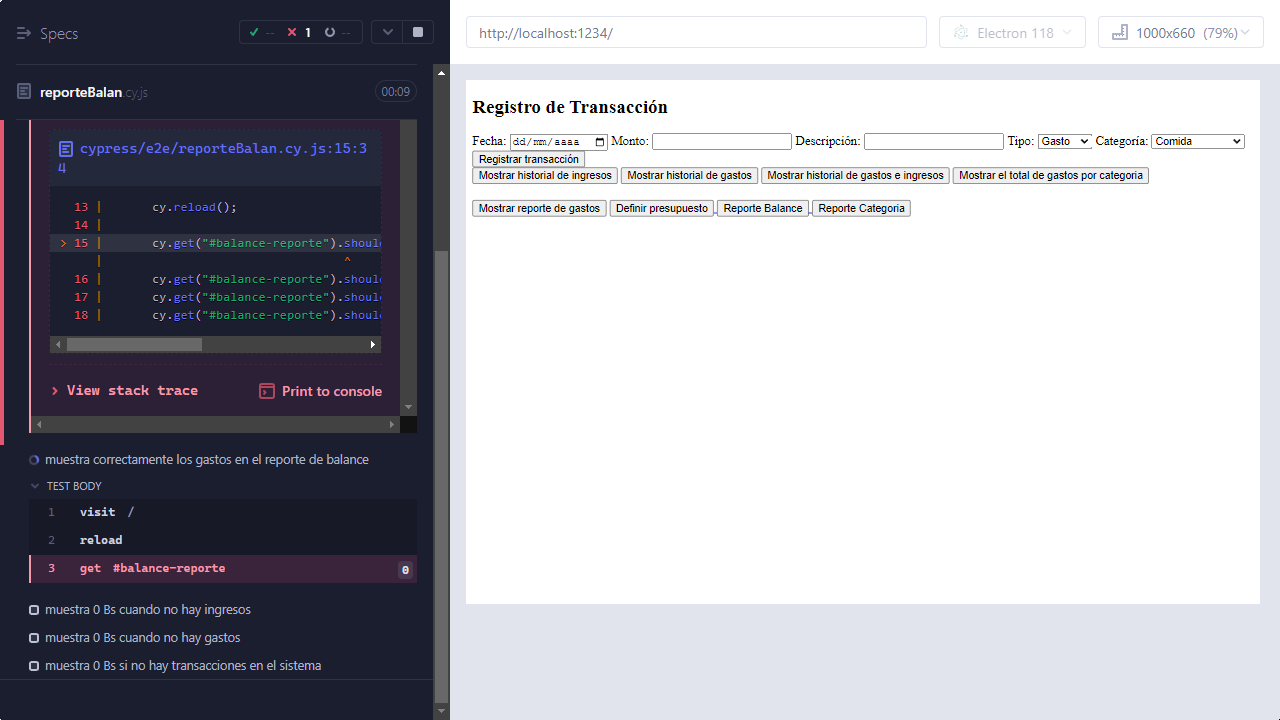 Specs
-- 1 --
reporteBalan.cy.js 00:09
cypress/e2e/reporteBalan.cy.js:15:3
4
13 | cy.reload();
14 |
> 15 | cy.get("#balance-reporte").shoul
| ^
16 | cy.get("#balance-reporte").shoul
17 | cy.get("#balance-reporte").shoul
18 | cy.get("#balance-reporte").shoul
> View stack trace Print to console
muestra correctamente los gastos en el reporte de balance
TEST BODY
1 visit /
2 reload
3 get #balance-reporte 0
muestra 0 Bs cuando no hay ingresos
muestra 0 Bs cuando no hay gastos
muestra 0 Bs si no hay transacciones en el sistema
http://localhost:1234/ Electron 118 1000x660 (79%)
Registro de Transacción
Fecha: dd/mm/aaaa Monto: Descripción: Tipo: Gasto Categoría: Comida
Registrar transacción
Mostrar historial de ingresos Mostrar historial de gastos Mostrar historial de gastos e ingresos Mostrar el total de gastos por categoria
Mostrar reporte de gastos Definir presupuesto Reporte Balance Reporte Categoria